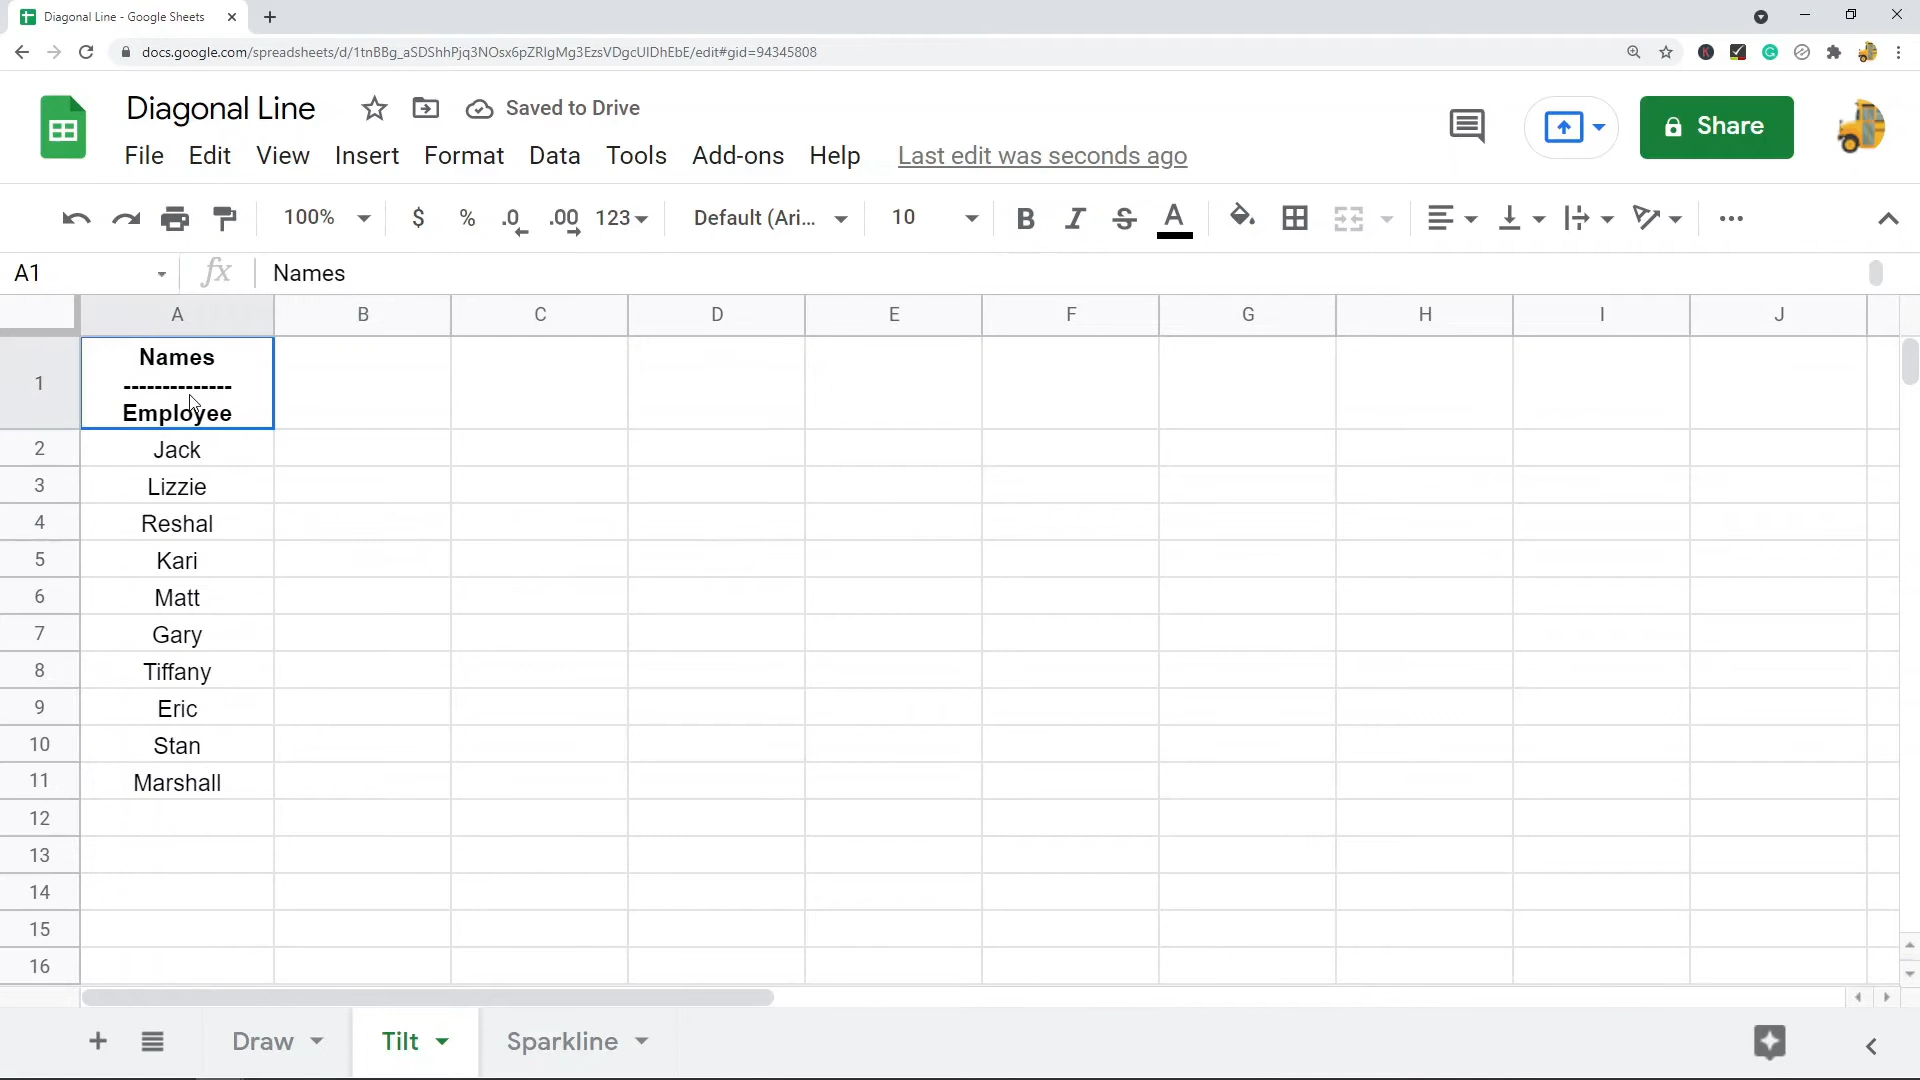 Diagonal Line - Google Sheets
docs.google.com/spreadsheets/d/1tnBBg_aSDShhPjq3NOsx6pZRIgMg3EzsVDgcUIDhEbE/edit#gid=94345808
Diagonal Line Saved to Drive
Share
File Edit View Insert Format Data Tools Add-ons Help Last edit was seconds ago
100% $ % .0 .00 123 Default (Ari... 10 B I S A
A1 fx Names
A B C D E F G H I J
1 Names
--------------
Employee
2 Jack
3 Lizzie
4 Reshal
5 Kari
6 Matt
7 Gary
8 Tiffany
9 Eric
10 Stan
11 Marshall
12
13
14
15
16
Draw Tilt Sparkline